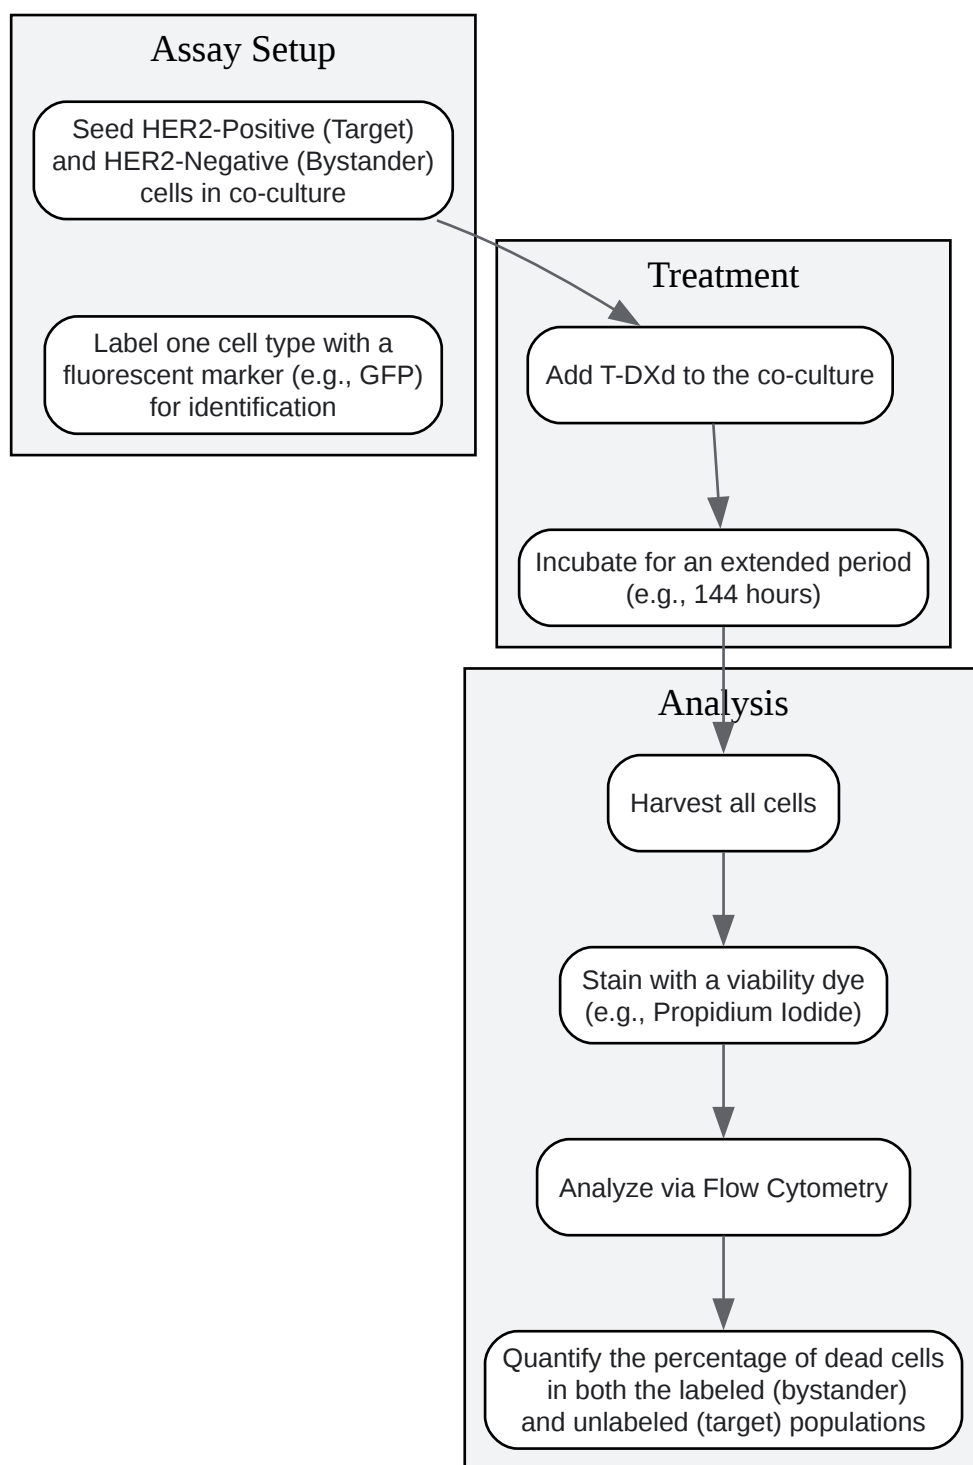 Assay Setup
Seed HER2-Positive (Target)
and HER2-Negative (Bystander)
cells in co-culture
Label one cell type with a
fluorescent marker (e.g., GFP)
for identification
Treatment
Add T-DXd to the co-culture
Incubate for an extended period
(e.g., 144 hours)
Analysis
Harvest all cells
Stain with a viability dye
(e.g., Propidium Iodide)
Analyze via Flow Cytometry
Quantify the percentage of dead cells
in both the labeled (bystander)
and unlabeled (target) populations